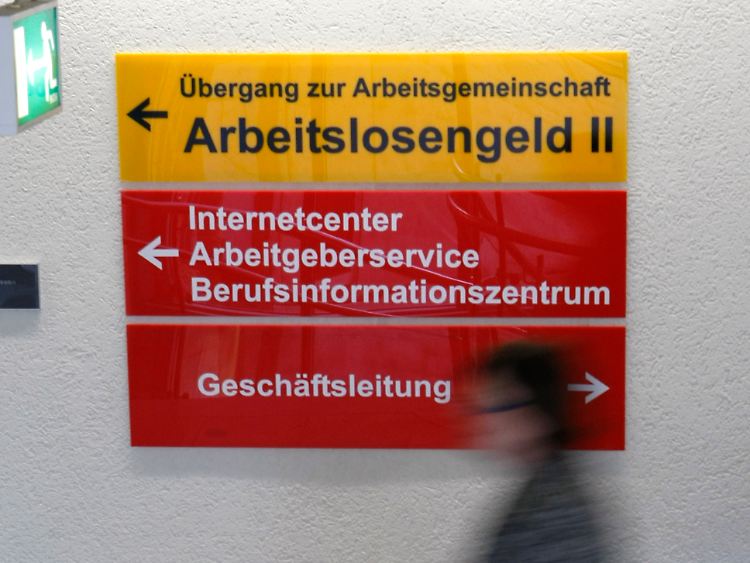 Übergang zur Arbeitsgemeinschaft
Arbeitslosengeld II
Internetcenter
Arbeitgeberservice
Berufsinformationszentrum
Geschäftsleitung